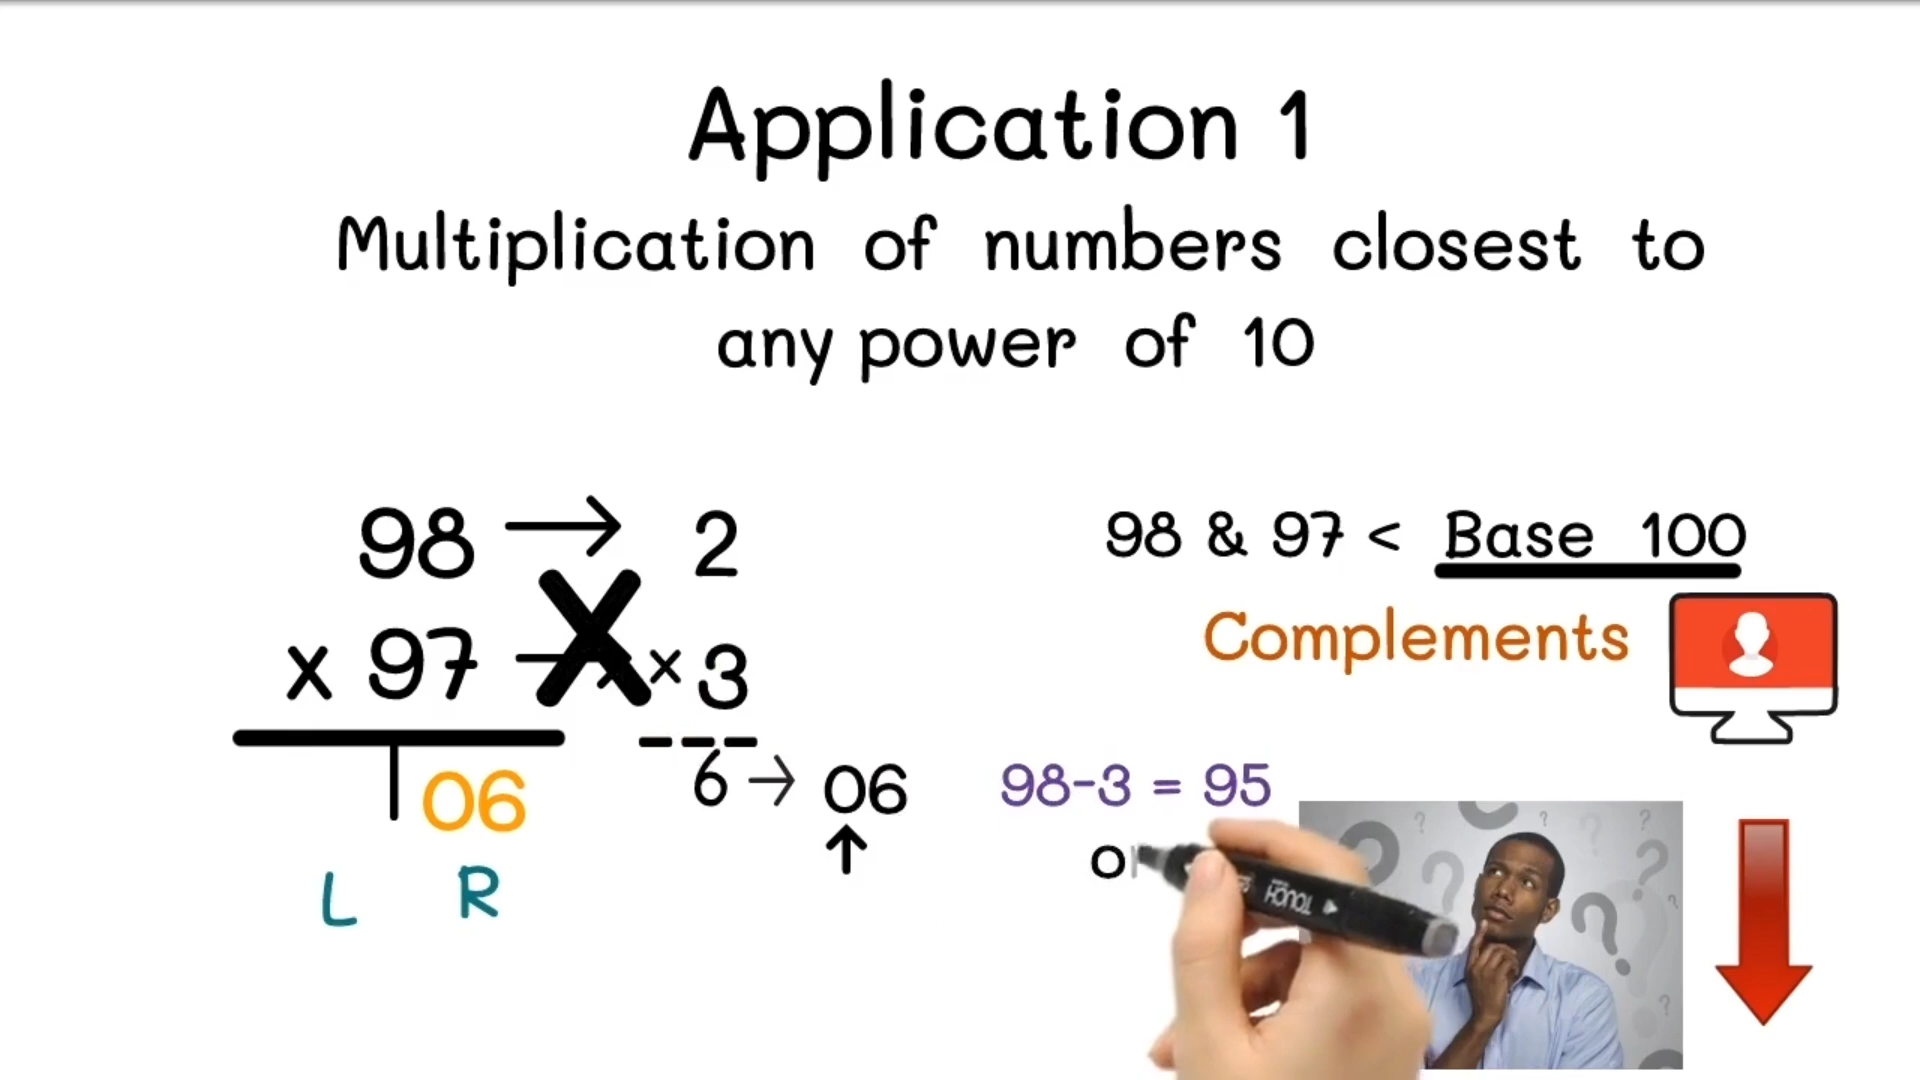 Application 1
Multiplication of numbers closest to
any power of 10
98 → 2
98 & 97 < Base 100
x 97 × 3
Complements
06
6 → 06
98-3 = 95
L R
TOUCH